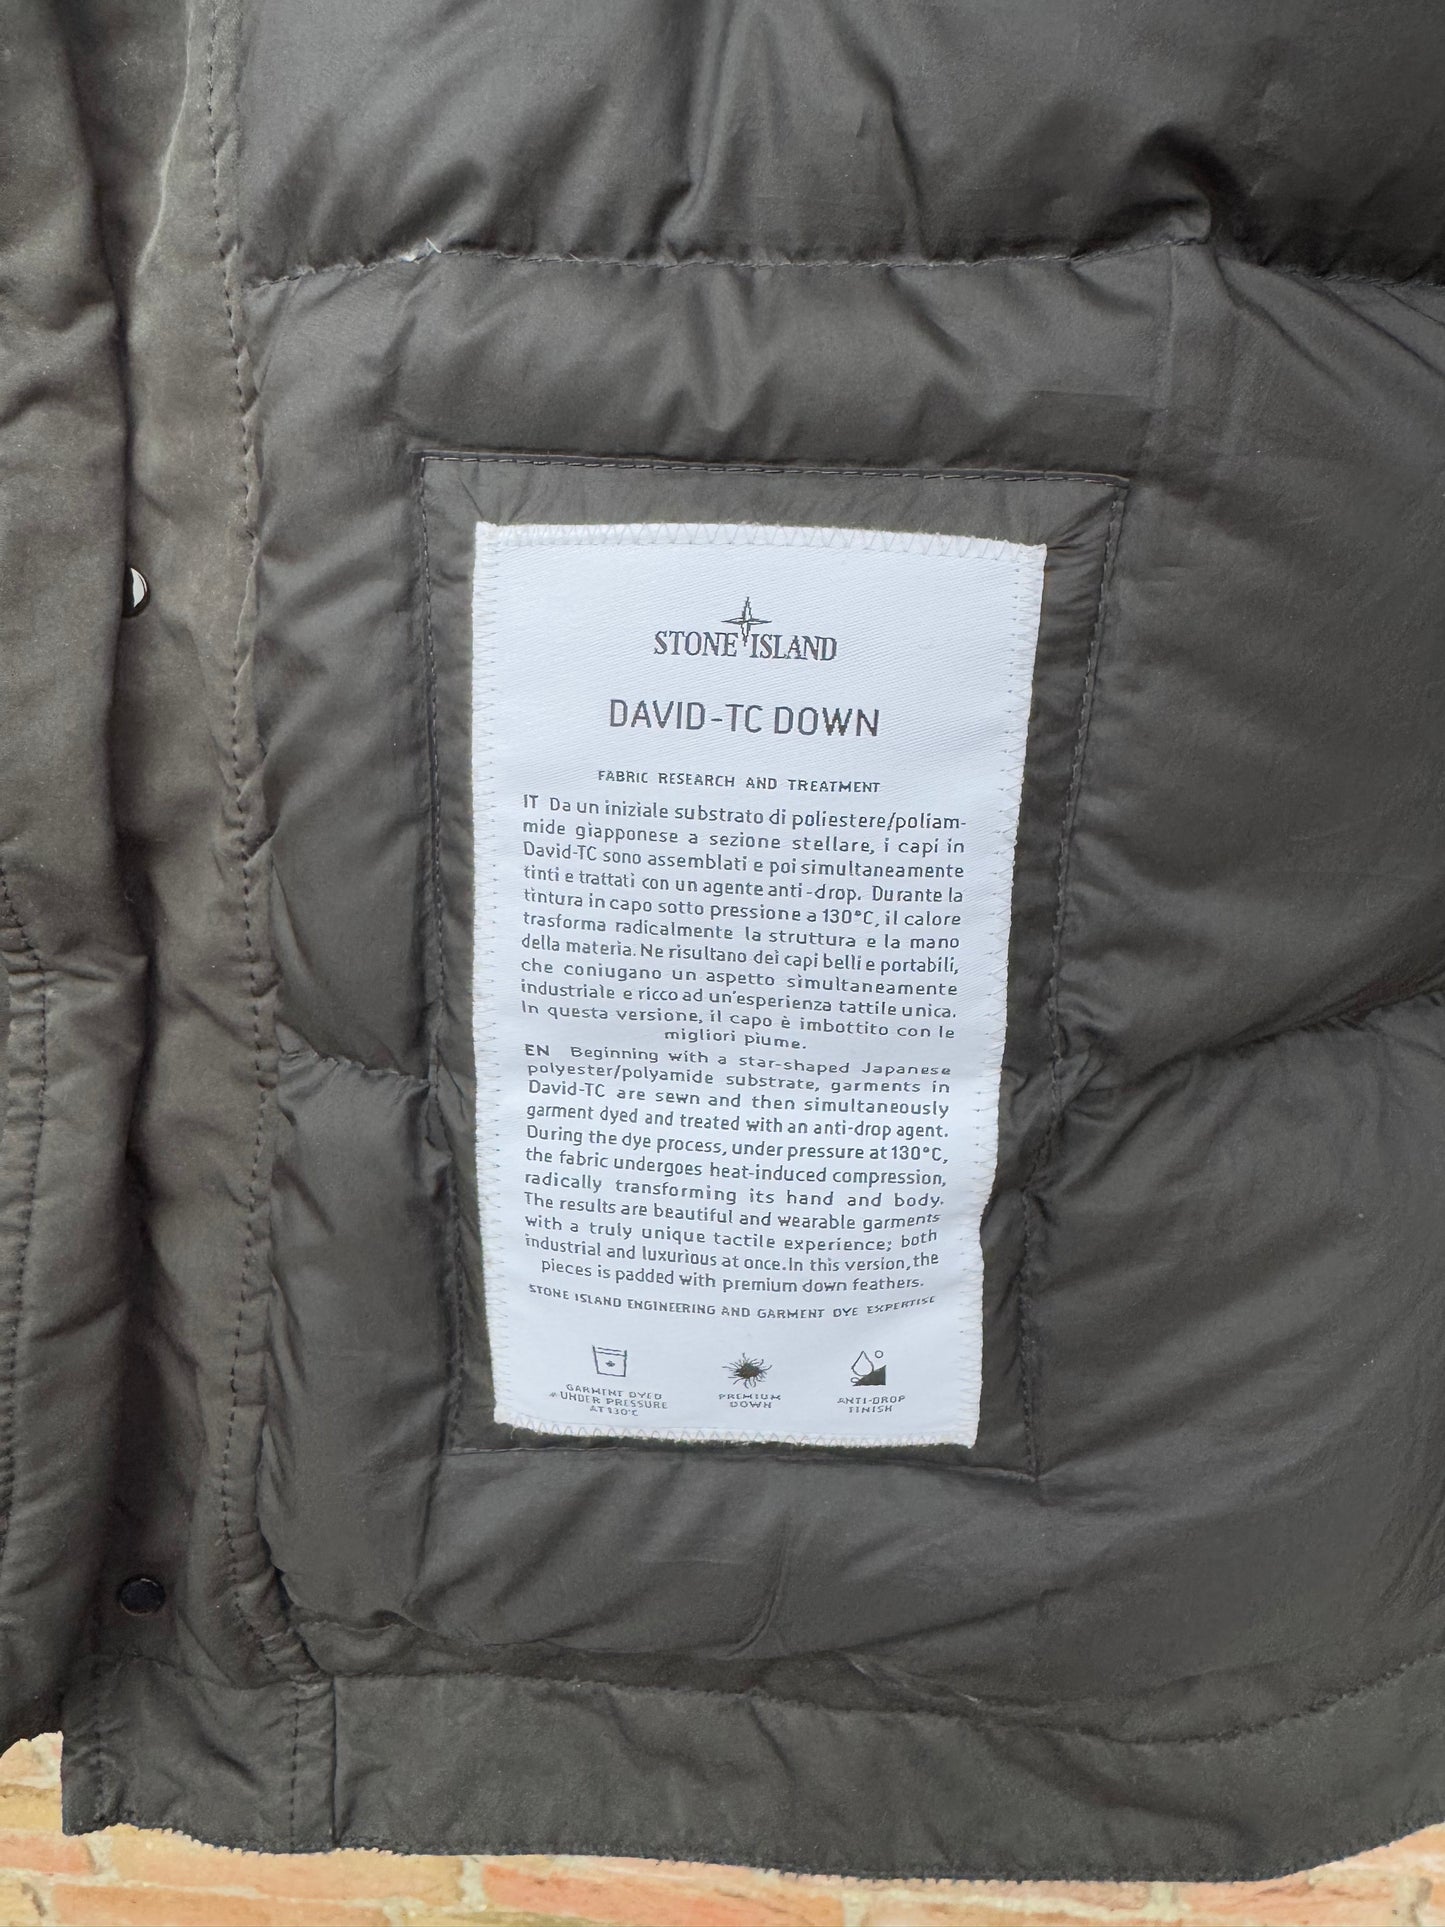 STONE ISLAND
DAVID-TC DOWN
FABRIC RESEARCH AND TREATMENT
IT Da un iniziale substrato di poliestere/poliam-
mide giapponese a sezione stellare, i capi in
David-TC sono assemblati e poi simultaneamente
tinti e trattati con un agente anti-drop. Durante la
tintura in capo sotto pressione a 130°C, il calore
trasforma radicalmente la struttura e la mano
della materia. Ne risultano dei capi belli e portabili,
che coniugano un aspetto simultaneamente
industriale e ricco ad un'esperienza tattile unica.
In questa versione, il capo è imbottito con le
migliori piume.
EN Beginning with a star-shaped Japanese
polyester/polyamide substrate, garments in
David-TC are sewn and then simultaneously
garment dyed and treated with an anti-drop agent.
During the dye process, under pressure at 130°C,
the fabric undergoes heat-induced compression,
radically transforming its hand and body.
The results are beautiful and wearable garments
with a truly unique tactile experience; both
industrial and luxurious at once. In this version, the
pieces is padded with premium down feathers.
STONE ISLAND ENGINEERING AND GARMENT DYE EXPERTISE
GARMENT DYED
UNDER PRESSURE
AT 130°C
PREMIUM
DOWN
ANTI-DROP
FINISH